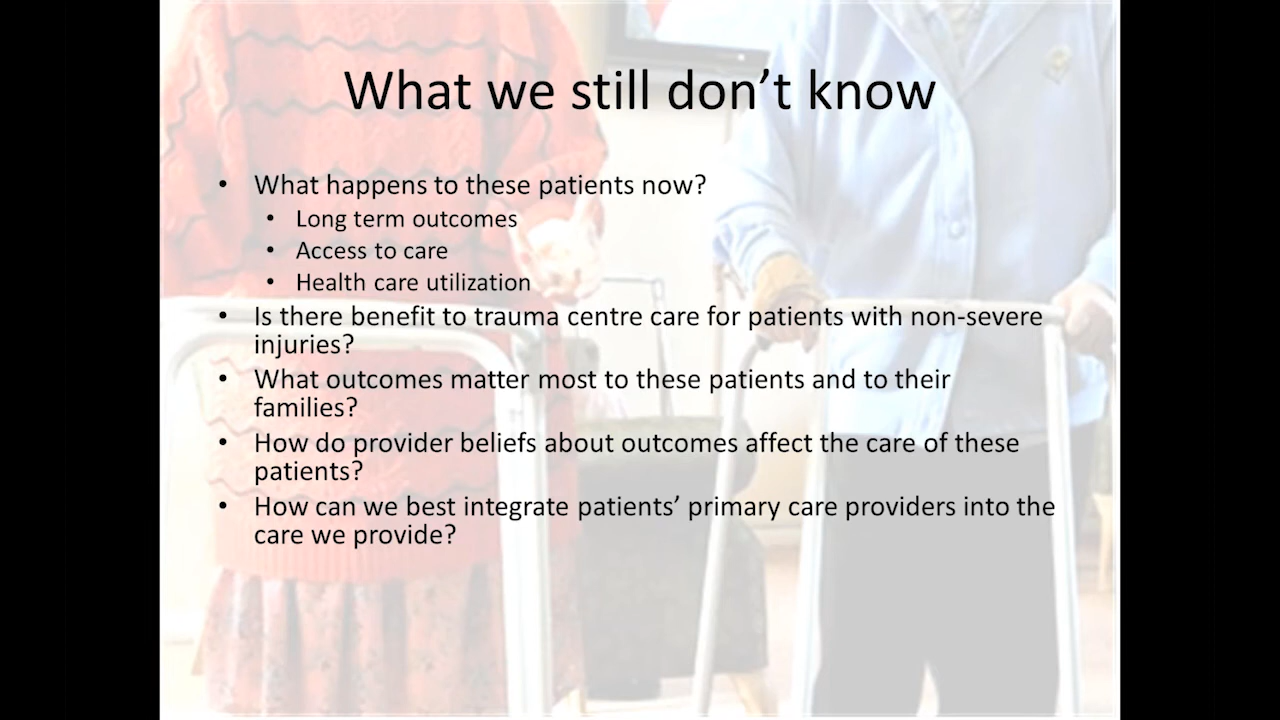 What we still don’t know
• What happens to these patients now?
• Long term outcomes
• Access to care
• Health care utilization
• Is there benefit to trauma centre care for patients with non-severe
injuries?
• What outcomes matter most to these patients and to their
families?
• How do provider beliefs about outcomes affect the care of these
patients?
• How can we best integrate patients’ primary care providers into the
care we provide?